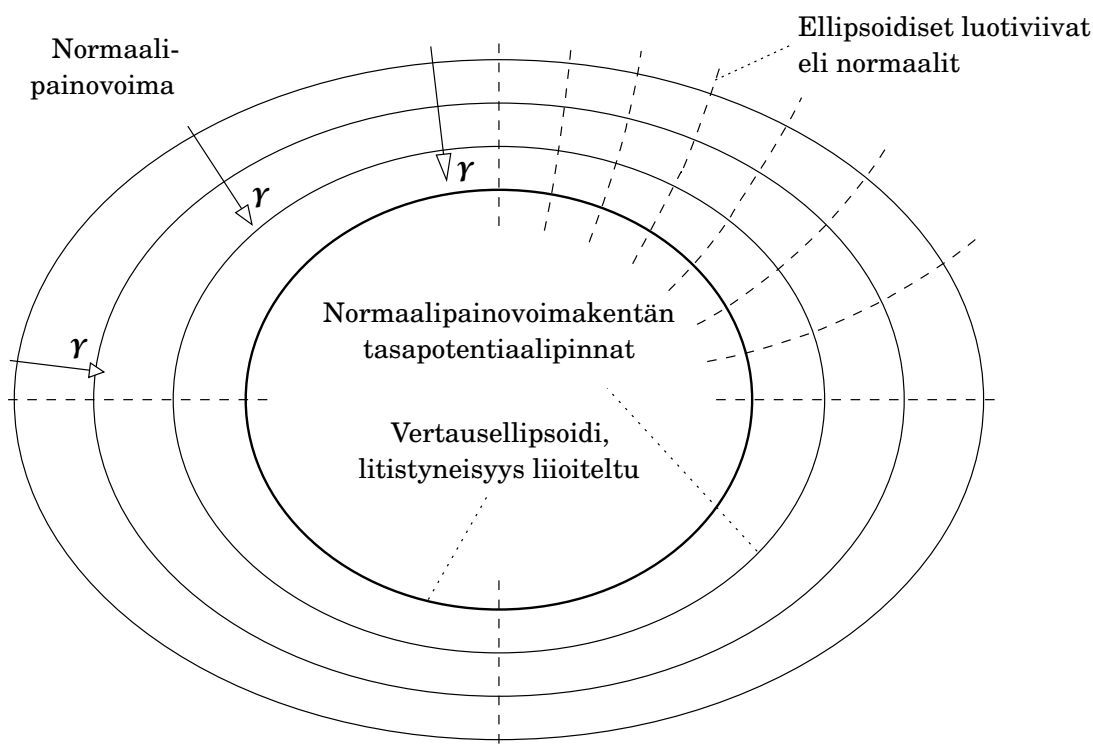 Normaali-
painovoima
Ellipsoidiset luotiviivat
eli normaalit
γ
γ
γ
Normaalipainovoimakentän
tasapotentiaalipinnat
Vertausellipsoidi,
litistyneisyys liioiteltu